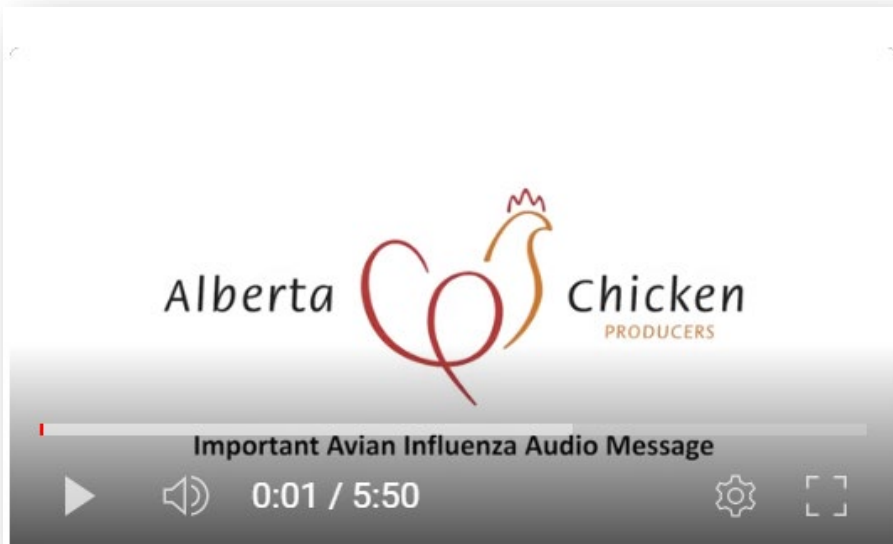 Alberta Chicken
PRODUCERS
Important Avian Influenza Audio Message
0:01 / 5:50